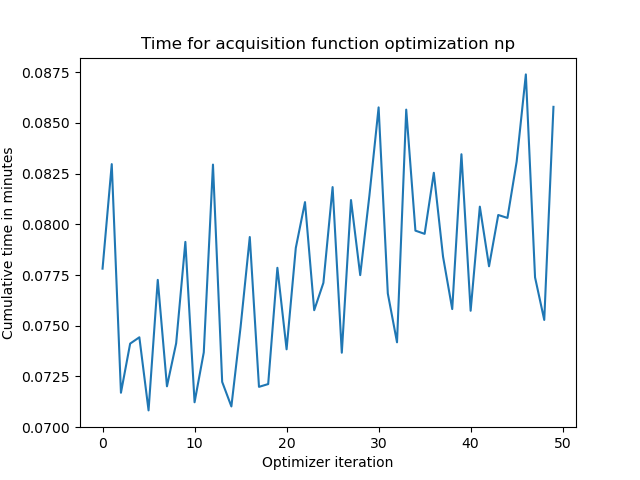 Time for acquisition function optimization np
Cumulative time in minutes
0.0875
0.0850
0.0825
0.0800
0.0775
0.0750
0.0725
0.0700
0 10 20 30 40 50
Optimizer iteration